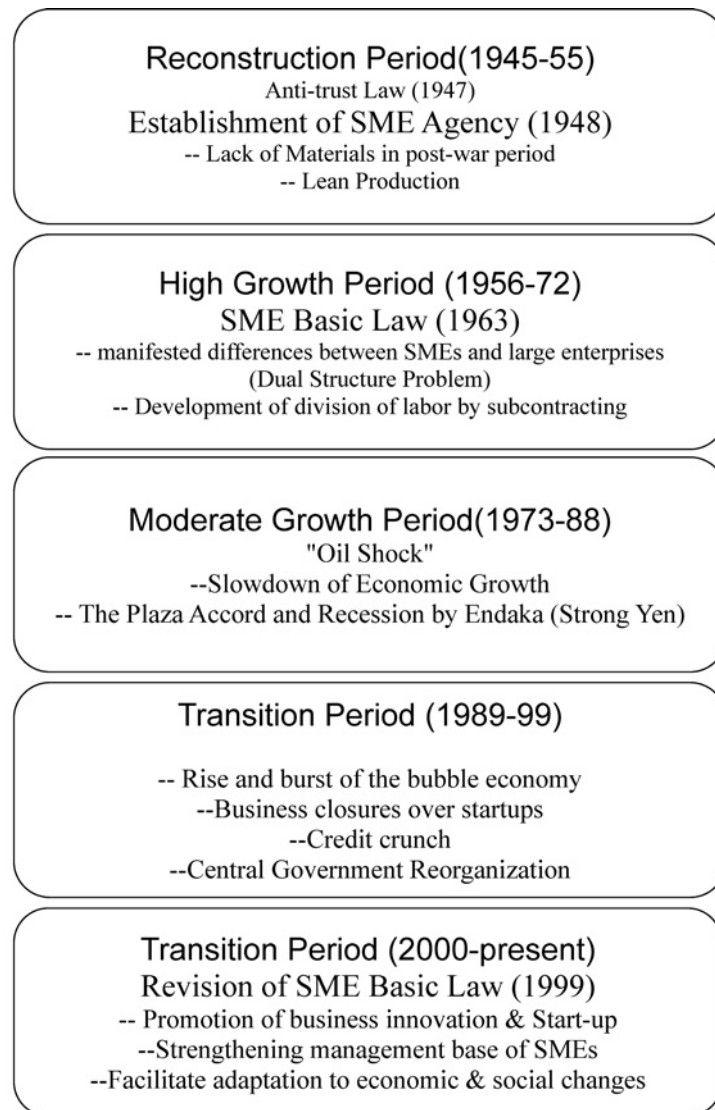 Reconstruction Period(1945-55)
Anti-trust Law (1947)
Establishment of SME Agency (1948)
-- Lack of Materials in post-war period
-- Lean Production
High Growth Period (1956-72)
SME Basic Law (1963)
-- manifested differences between SMEs and large enterprises
(Dual Structure Problem)
-- Development of division of labor by subcontracting
Moderate Growth Period(1973-88)
"Oil Shock"
--Slowdown of Economic Growth
-- The Plaza Accord and Recession by Endaka (Strong Yen)
Transition Period (1989-99)
-- Rise and burst of the bubble economy
--Business closures over startups
--Credit crunch
--Central Government Reorganization
Transition Period (2000-present)
Revision of SME Basic Law (1999)
-- Promotion of business innovation & Start-up
--Strengthening management base of SMEs
--Facilitate adaptation to economic & social changes